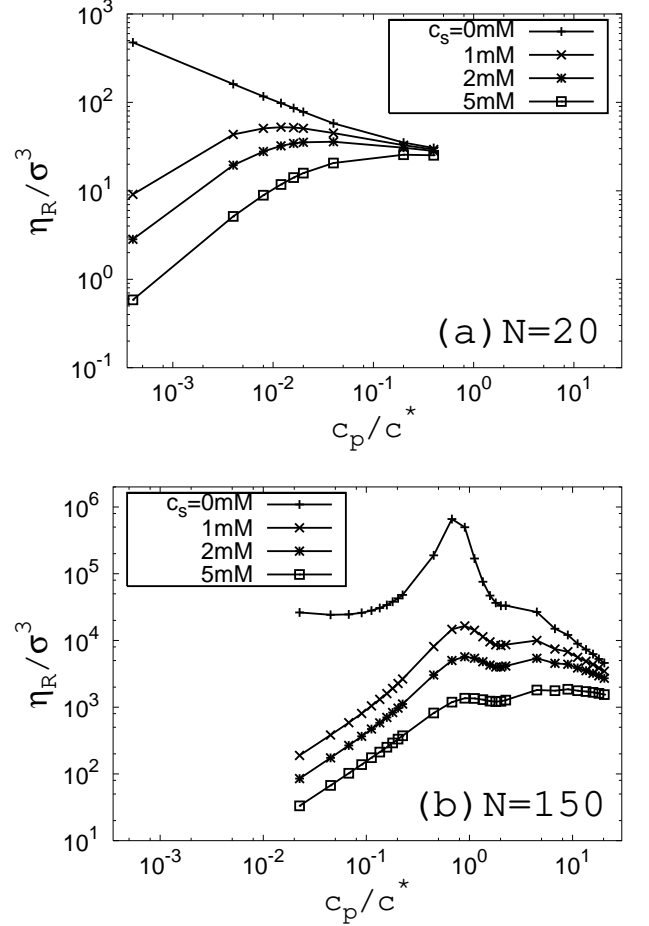 10^3
10^2
10^1
10^0
10^-1
η_R/σ^3
c_s=0mM
1mM
2mM
5mM
(a) N=20
10^-3 10^-2 10^-1 10^0 10^1
c_p/c^*
10^6
10^5
10^4
10^3
10^2
10^1
η_R/σ^3
c_s=0mM
1mM
2mM
5mM
(b) N=150
10^-3 10^-2 10^-1 10^0 10^1
c_p/c^*